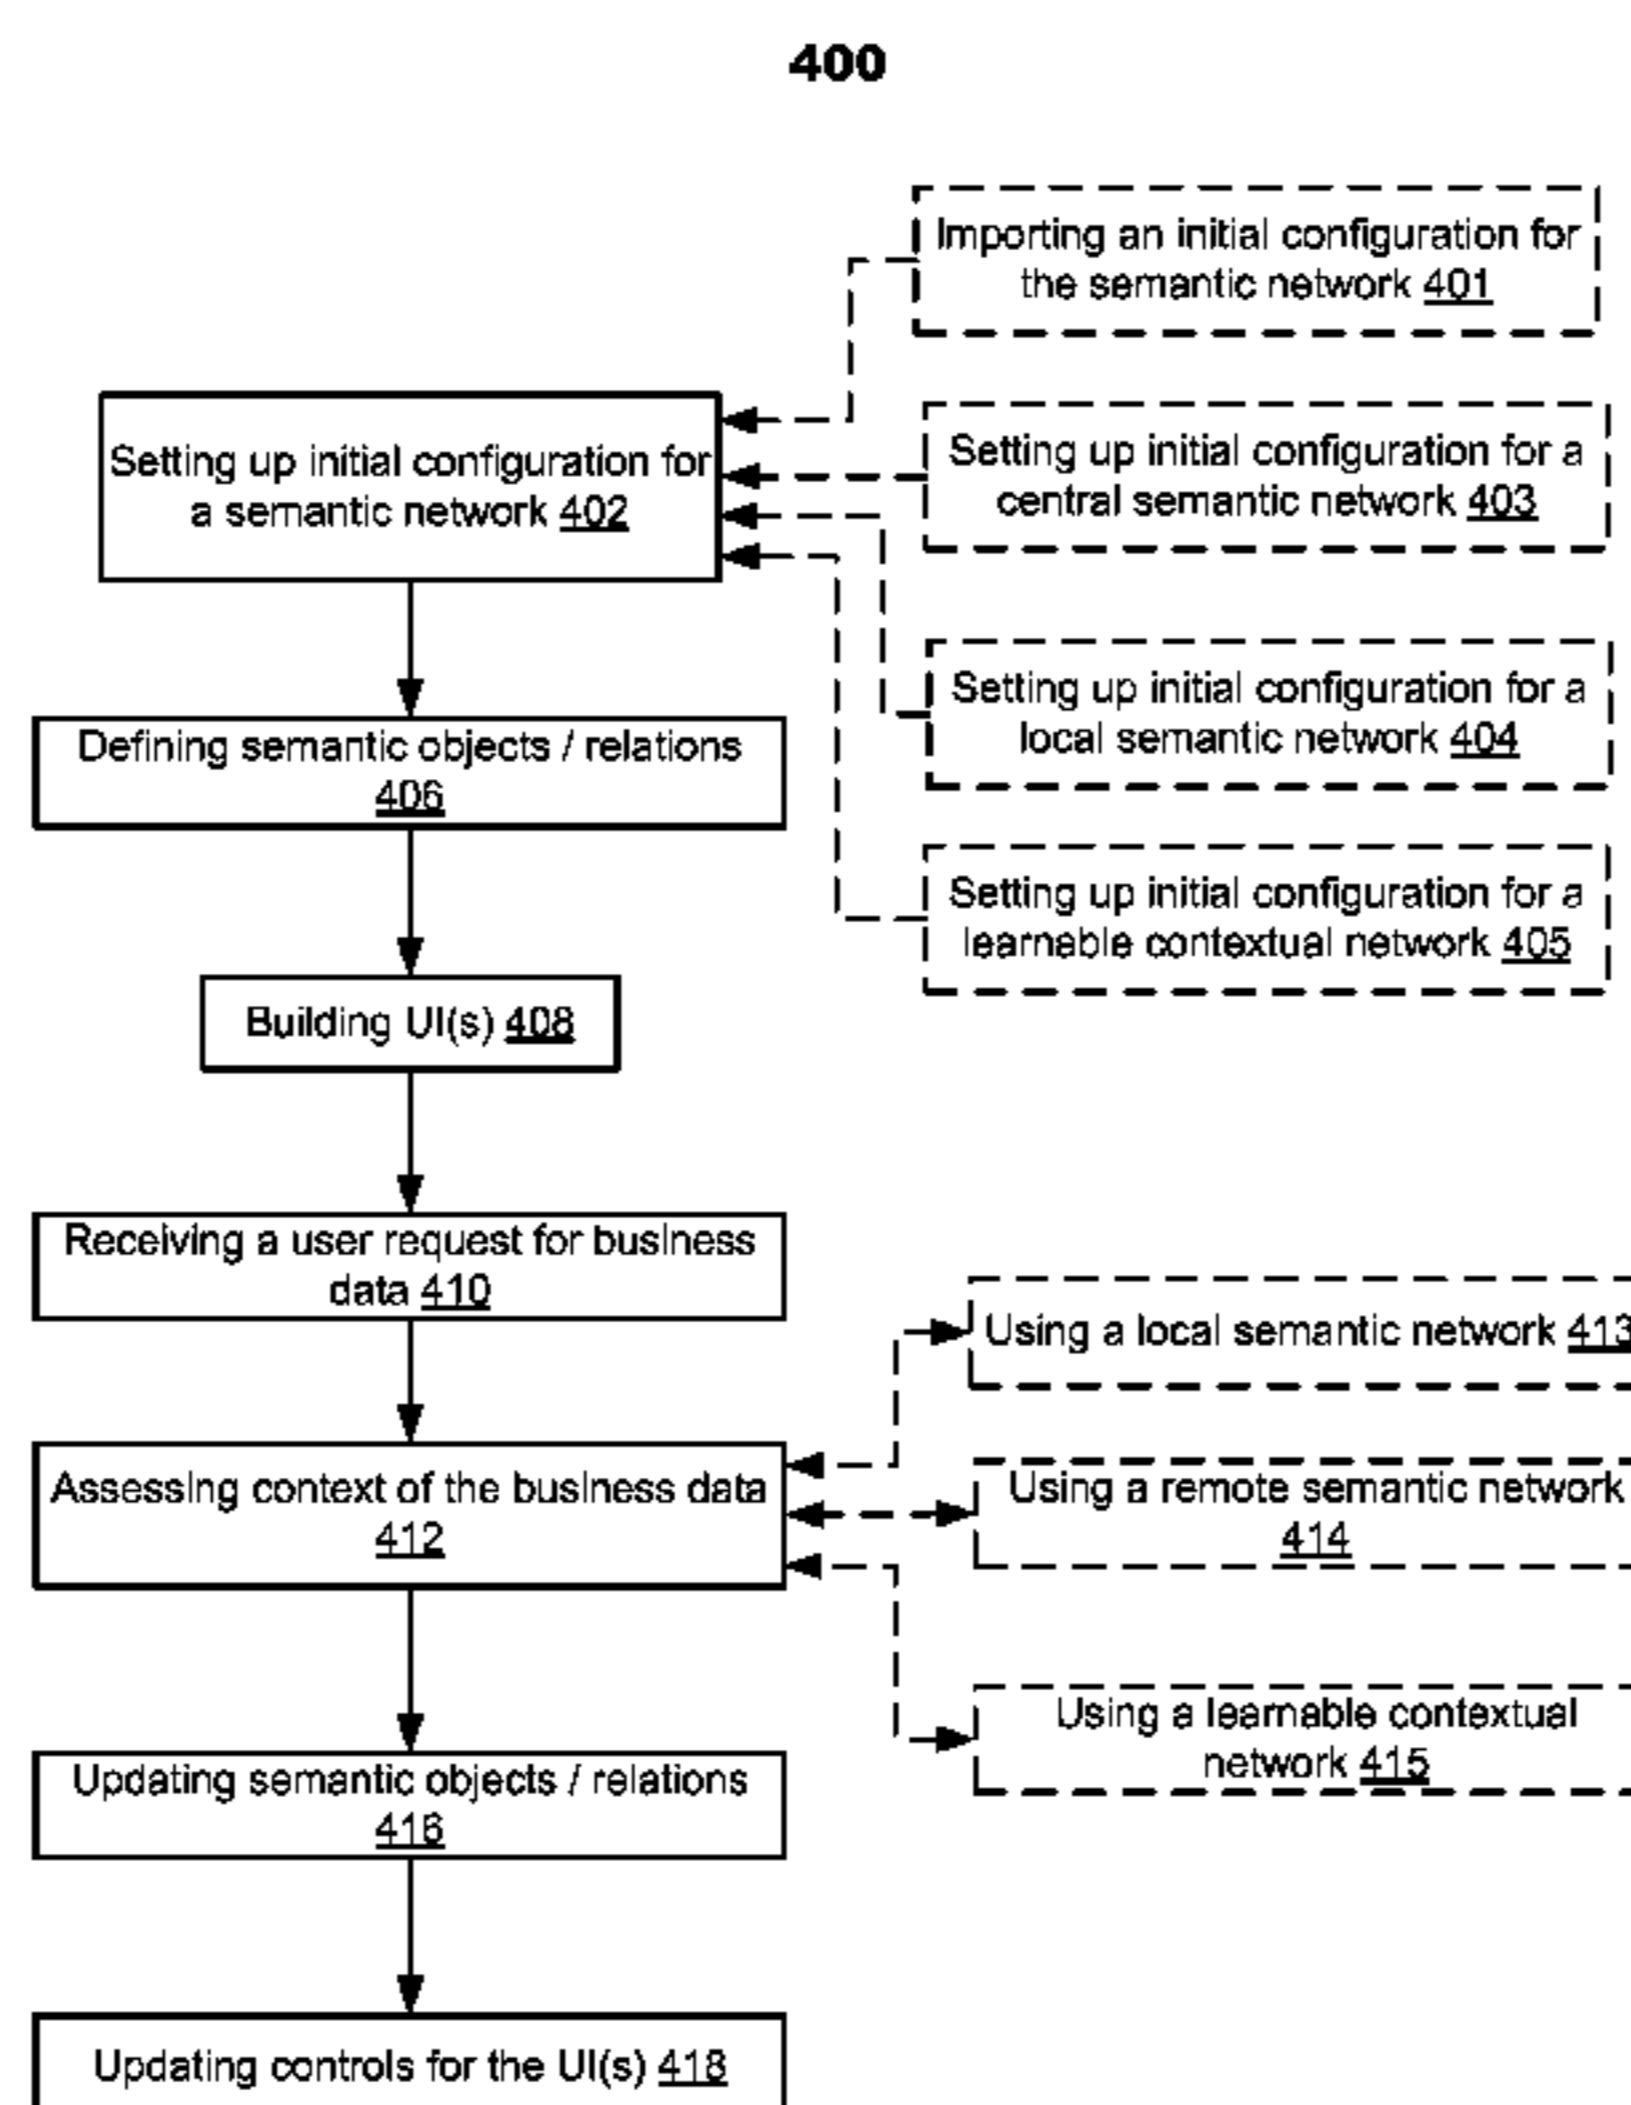 400
Importing an initial configuration for
the semantic network 401
Setting up initial configuration for
a semantic network 402
Setting up initial configuration for a
central semantic network 403
Setting up initial configuration for a
local semantic network 404
Defining semantic objects / relations
406
Setting up initial configuration for a
learnable contextual network 405
Building UI(s) 408
Receiving a user request for business
data 410
Using a local semantic network 413
Assessing context of the business data
412
Using a remote semantic network
414
Using a learnable contextual
network 415
Updating semantic objects / relations
416
Updating controls for the UI(s) 418